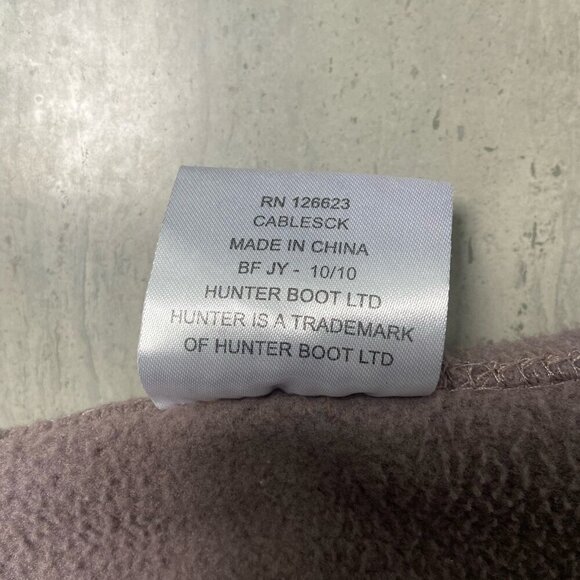 RN 126623
CABLESCK
MADE IN CHINA
BF JY - 10/10
HUNTER BOOT LTD
HUNTER IS A TRADEMARK
OF HUNTER BOOT LTD